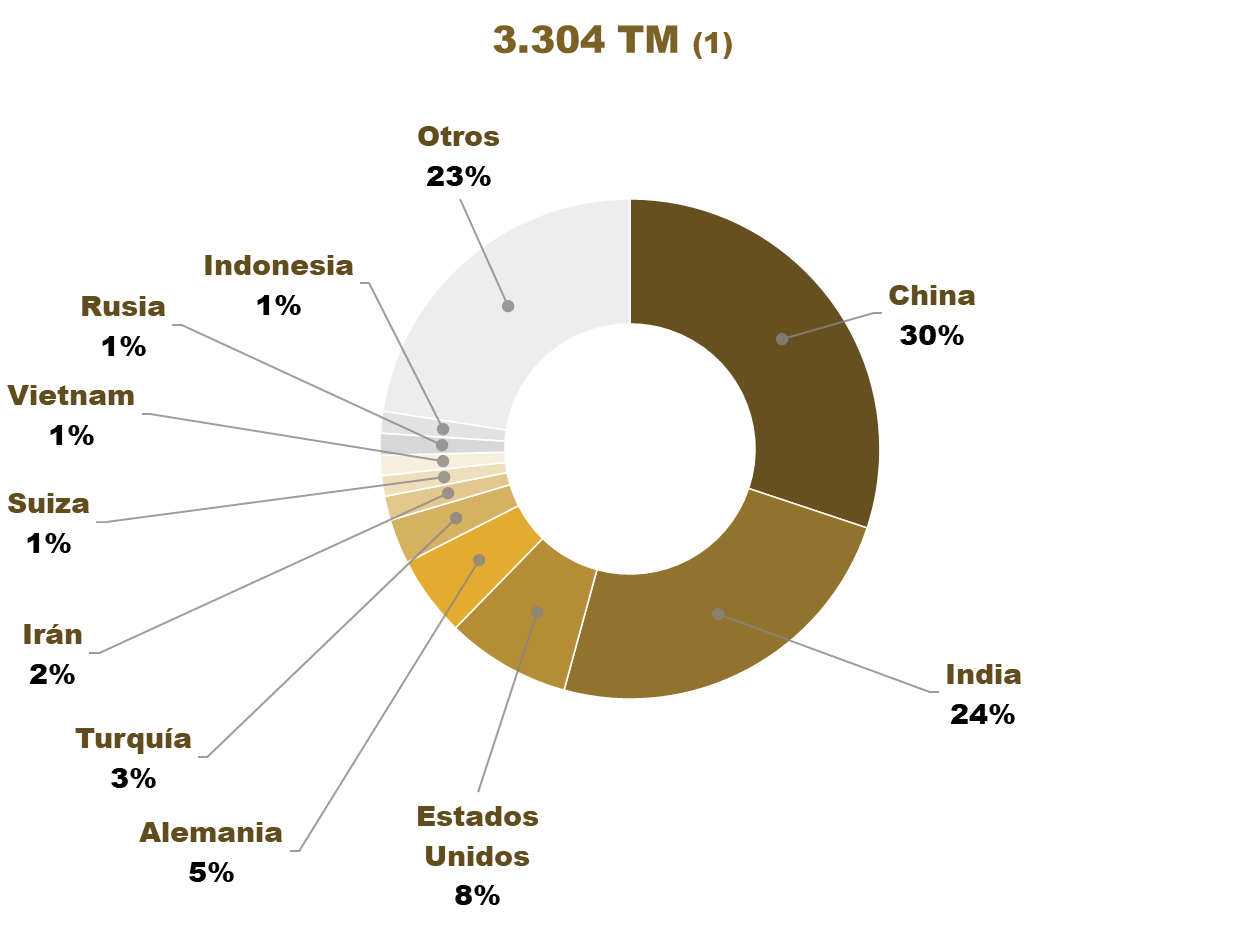 3.304 TM (1)
Otros
23%
Indonesia
1%
Rusia
1%
Vietnam
1%
Suiza
1%
Irán
2%
Turquía
3%
Alemania
5%
Estados
Unidos
8%
China
30%
India
24%